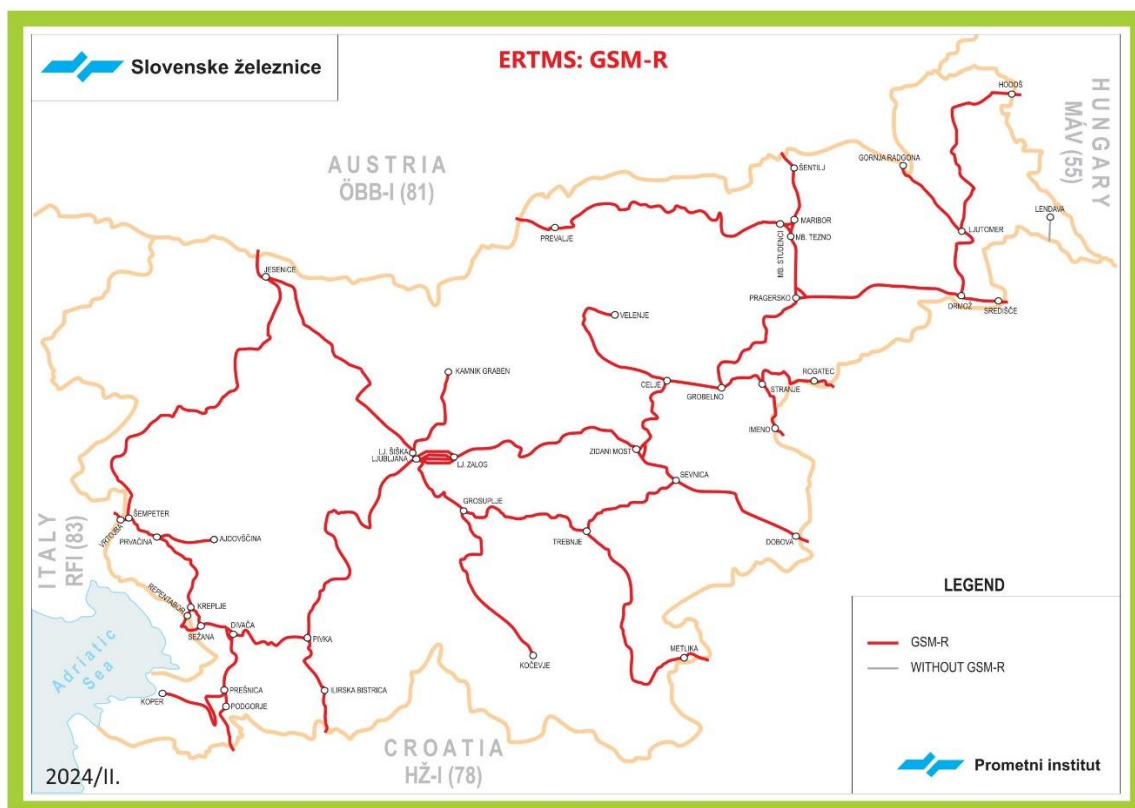 Slovenske železnice
ERTMS: GSM-R
AUSTRIA
ÖBB-I (81)
HUNGARY
MÁV (55)
HODOŠ
GORNJA RADGONA
ŠENTILJ
LENDAVA
MARIBOR
PREVALJE
MB. TEZNO
MB. STUDENCI
LJUTOMER
JESENICE
PRAGERSKO
ORMOŽ
SREDIŠČE
VELENJE
KAMNIK GRABEN
CELJE
GROBELNO
STRANJE
ROGATEC
IMENO
LJ. ŠIŠKA
LJUBLJANA
LJ. ZALOG
ZIDANI MOST
SEVNICA
GROSUPLJE
TREBNJE
DOBOVA
ŠEMPETER
VRTOJBA
PRVAČINA
AJDOVŠČINA
ITALY
RFI (83)
REPENTABOR
KREPLJE
SEŽANA
DIVAČA
PIVKA
KOČEVJE
METLIKA
Adriatic
Sea
KOPER
PREŠNICA
PODGORJE
ILIRSKA BISTRICA
CROATIA
HŽ-I (78)
LEGEND
GSM-R
WITHOUT GSM-R
Prometni institut
2024/II.